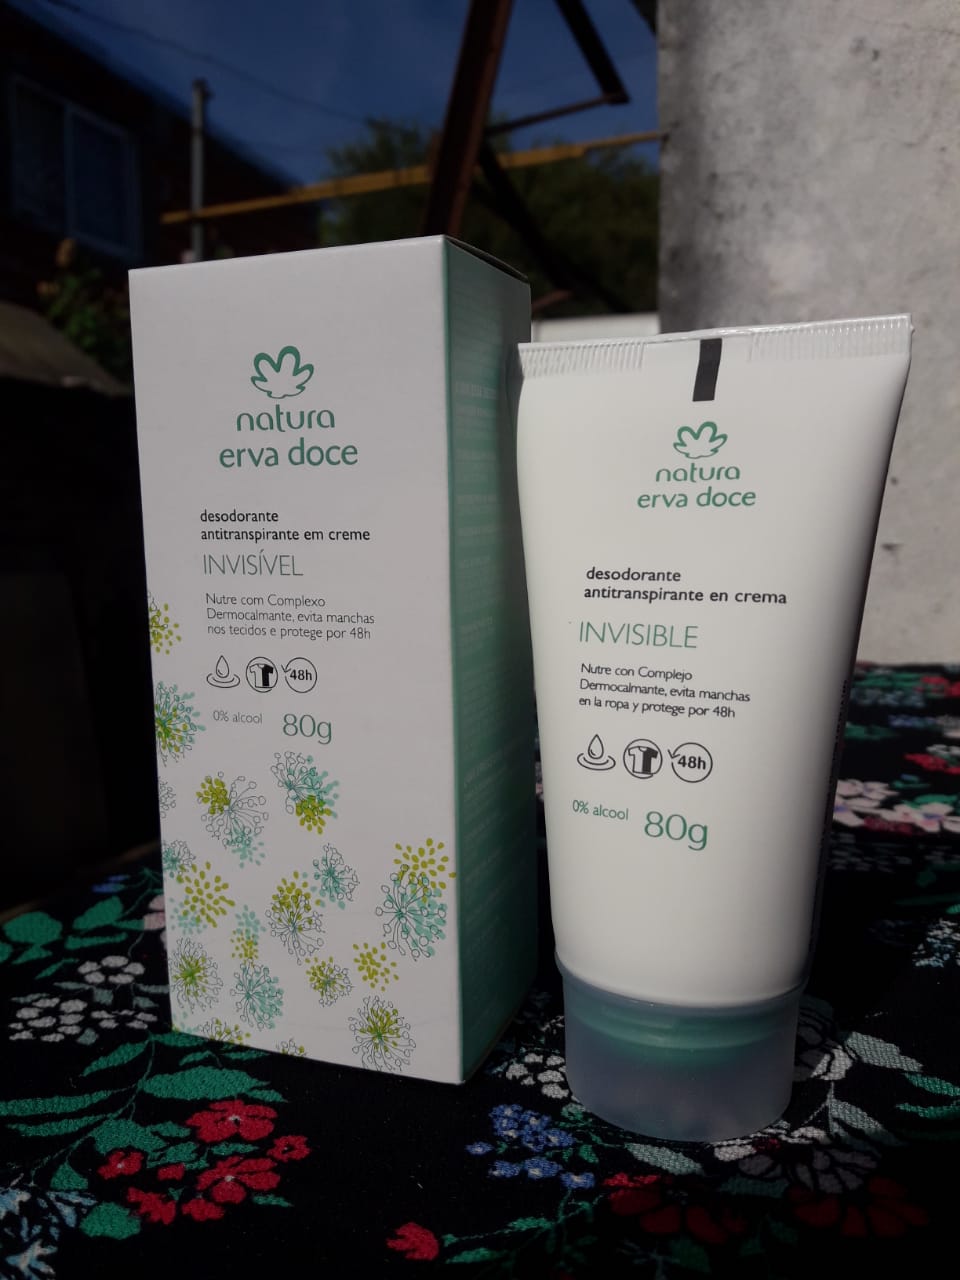 natura
erva doce
desodorante
antitranspirante em creme
INVISÍVEL
Nutre com Complexo
Dermocalmante, evita manchas
nos tecidos e protege por 48h
48h
0% alcool 80g
natura
erva doce
desodorante
antitranspirante en crema
INVISIBLE
Nutre con Complejo
Dermocalmante, evita manchas
en la ropa y protege por 48h
48h
0% alcool 80g